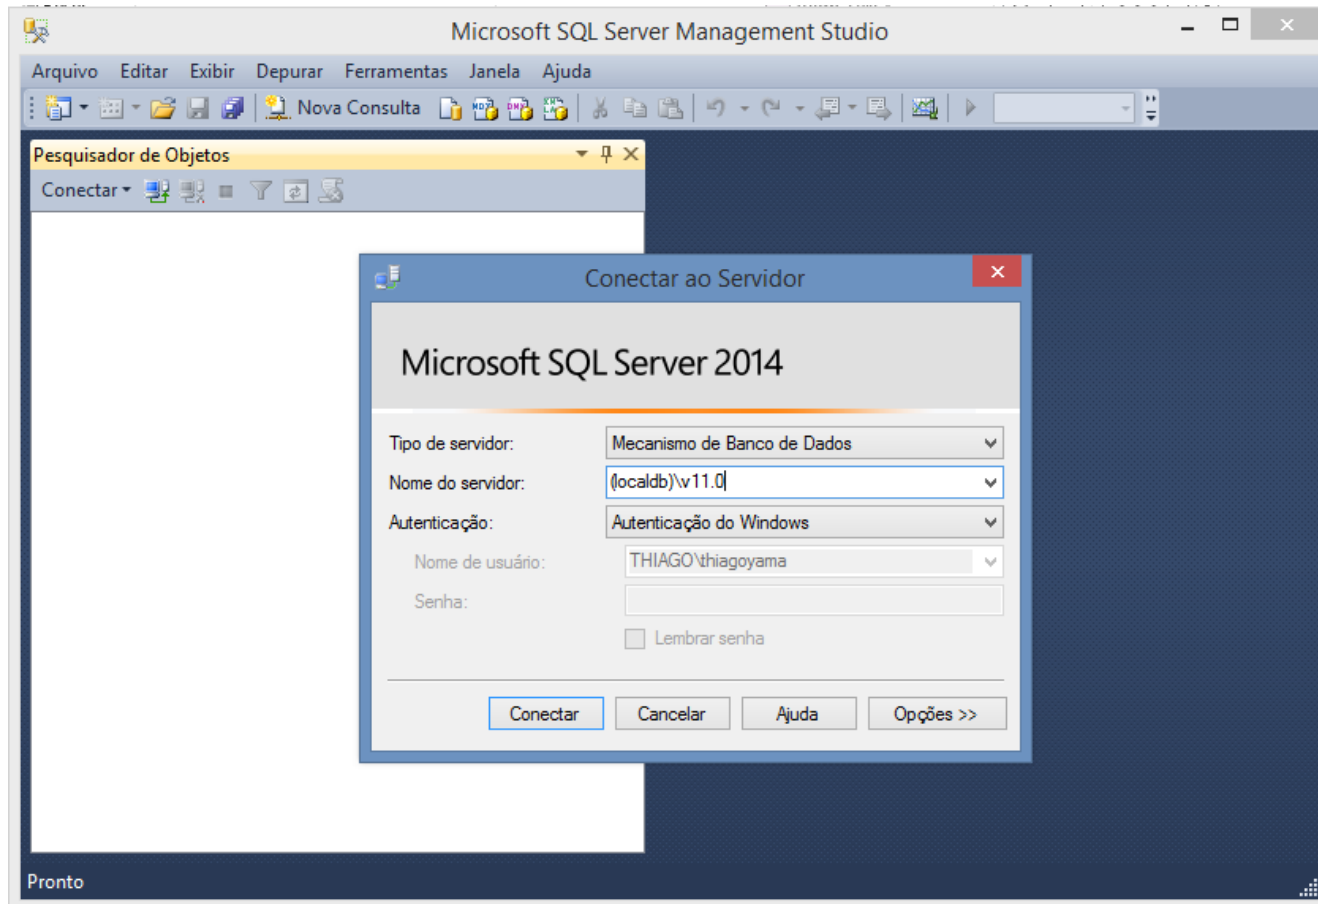 Microsoft SQL Server Management Studio
Arquivo Editar Exibir Depurar Ferramentas Janela Ajuda
Nova Consulta
Pesquisador de Objetos
Conectar
Conectar ao Servidor
Microsoft SQL Server 2014
Tipo de servidor: Mecanismo de Banco de Dados
Nome do servidor: (localdb)\v11.0
Autenticação: Autenticação do Windows
Nome de usuário: THIAGO\thiagoyama
Senha:
Lembrar senha
Conectar Cancelar Ajuda Opções >>
Pronto